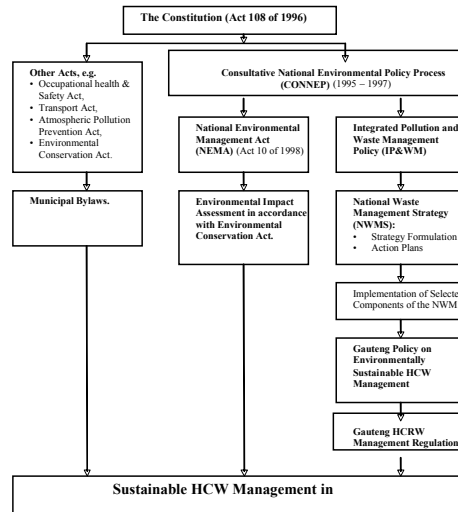 The Constitution (Act 108 of 1996)
Other Acts, e.g.
• Occupational health &
Safety Act,
• Transport Act,
• Atmospheric Pollution
Prevention Act,
• Environmental
Conservation Act.
Consultative National Environmental Policy Process
(CONNEP) (1995 – 1997)
National Environmental
Management Act
(NEMA) (Act 10 of 1998)
Integrated Pollution and
Waste Management
Policy (IP&WM)
Municipal Bylaws.
Environmental Impact
Assessment in accordance
with Environmental
Conservation Act.
National Waste
Management Strategy
(NWMS):
• Strategy Formulation
• Action Plans
Implementation of Selecte
Components of the NWM
Gauteng Policy on
Environmentally
Sustainable HCW
Management
Gauteng HCRW
Management Regulation
Sustainable HCW Management in